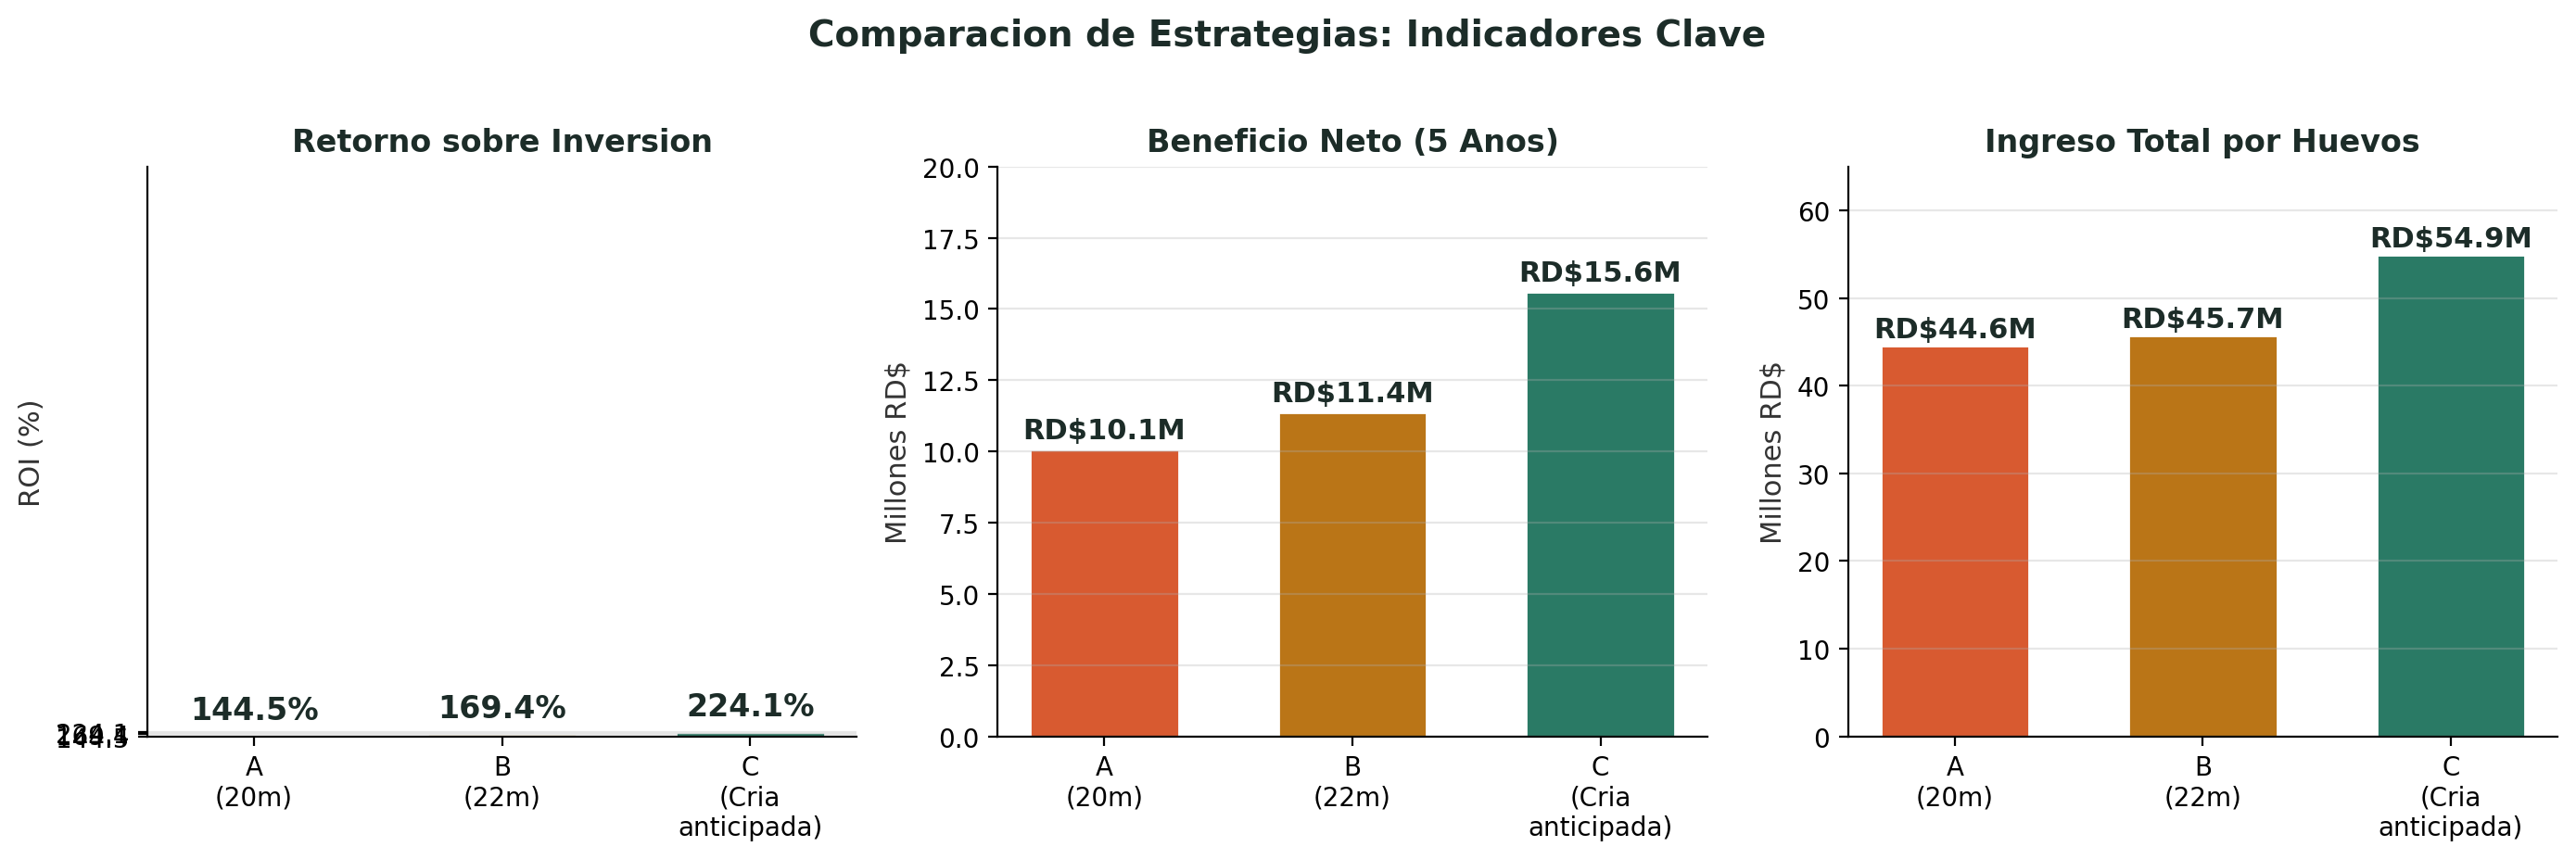 Comparacion de Estrategias: Indicadores Clave
Retorno sobre Inversion
ROI (%)
144.5%
169.4%
224.1%
A
(20m)
B
(22m)
C
(Cria
anticipada)
Beneficio Neto (5 Anos)
Millones RD$
20.0
17.5
15.0
12.5
10.0
7.5
5.0
2.5
0.0
RD$10.1M
RD$11.4M
RD$15.6M
A
(20m)
B
(22m)
C
(Cria
anticipada)
Ingreso Total por Huevos
Millones RD$
60
50
40
30
20
10
0
RD$44.6M
RD$45.7M
RD$54.9M
A
(20m)
B
(22m)
C
(Cria
anticipada)